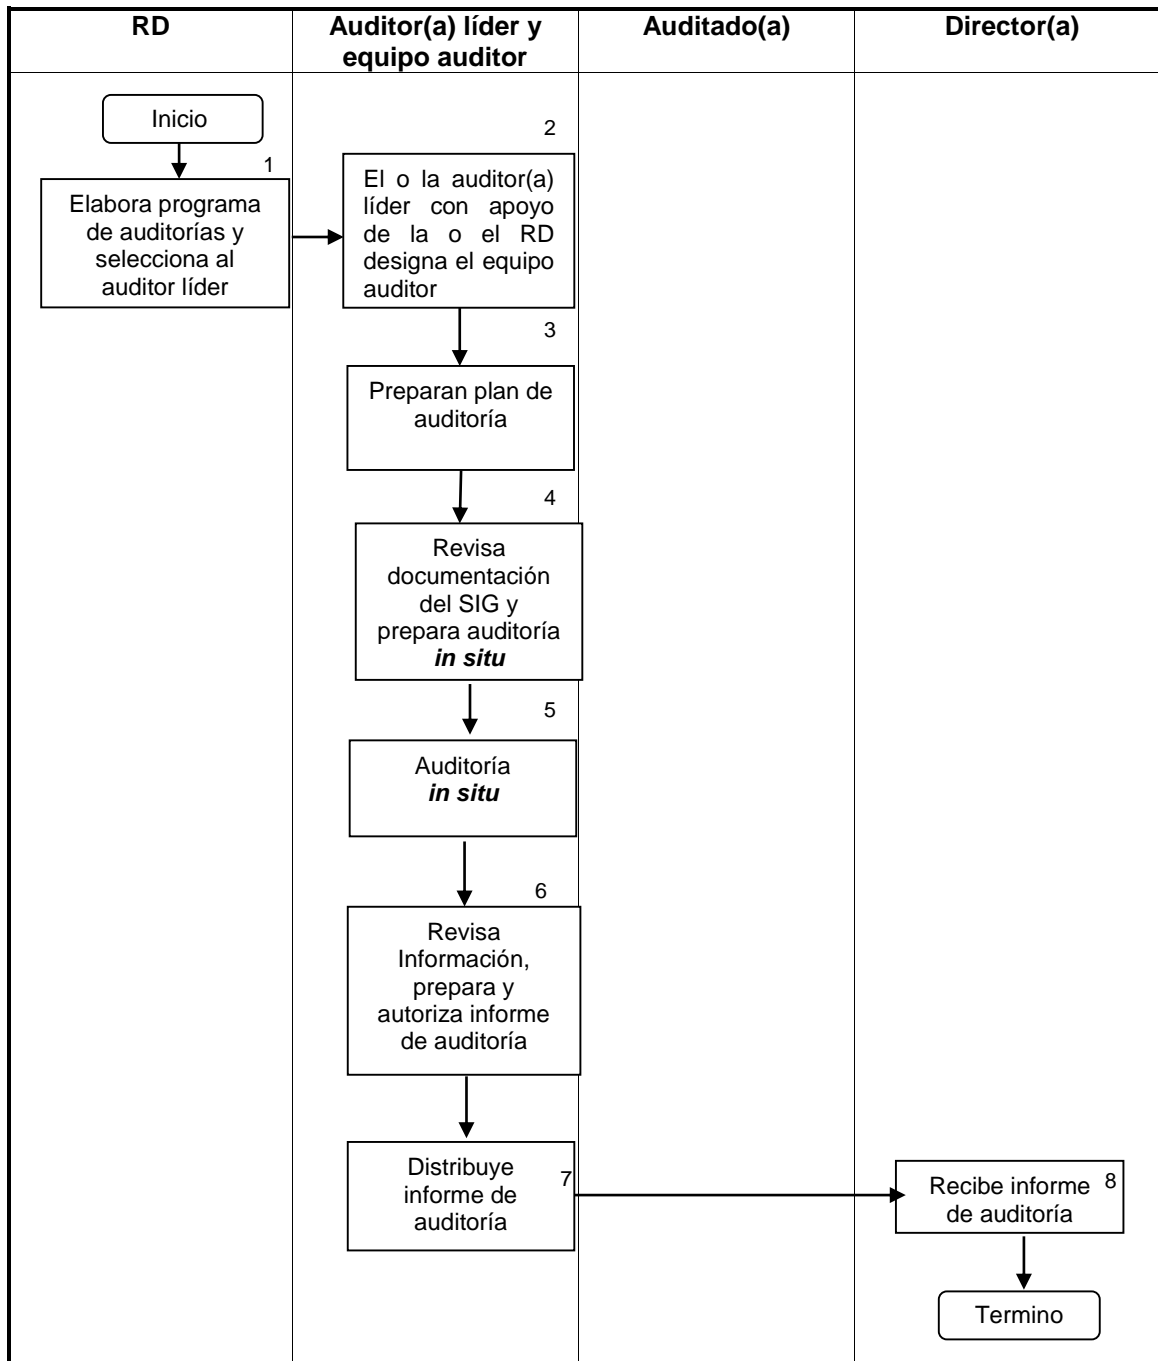 RD
Auditor(a) líder y
equipo auditor
Auditado(a)
Director(a)
Inicio
1
Elabora programa
de auditorías y
selecciona al
auditor líder
2
El o la auditor(a)
líder con apoyo
de la o el RD
designa el equipo
auditor
3
Preparan plan de
auditoría
4
Revisa
documentación
del SIG y
prepara auditoría
in situ
5
Auditoría
in situ
6
Revisa
Información,
prepara y
autoriza informe
de auditoría
7
Distribuye
informe de
auditoría
8
Recibe informe
de auditoría
Termino